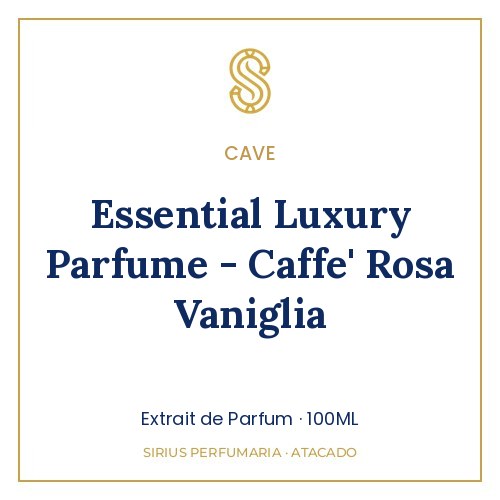 CAVE
Essential Luxury
Parfume - Caffe' Rosa
Vaniglia
Extrait de Parfum · 100ML
SIRIUS PERFUMARIA · ATACADO